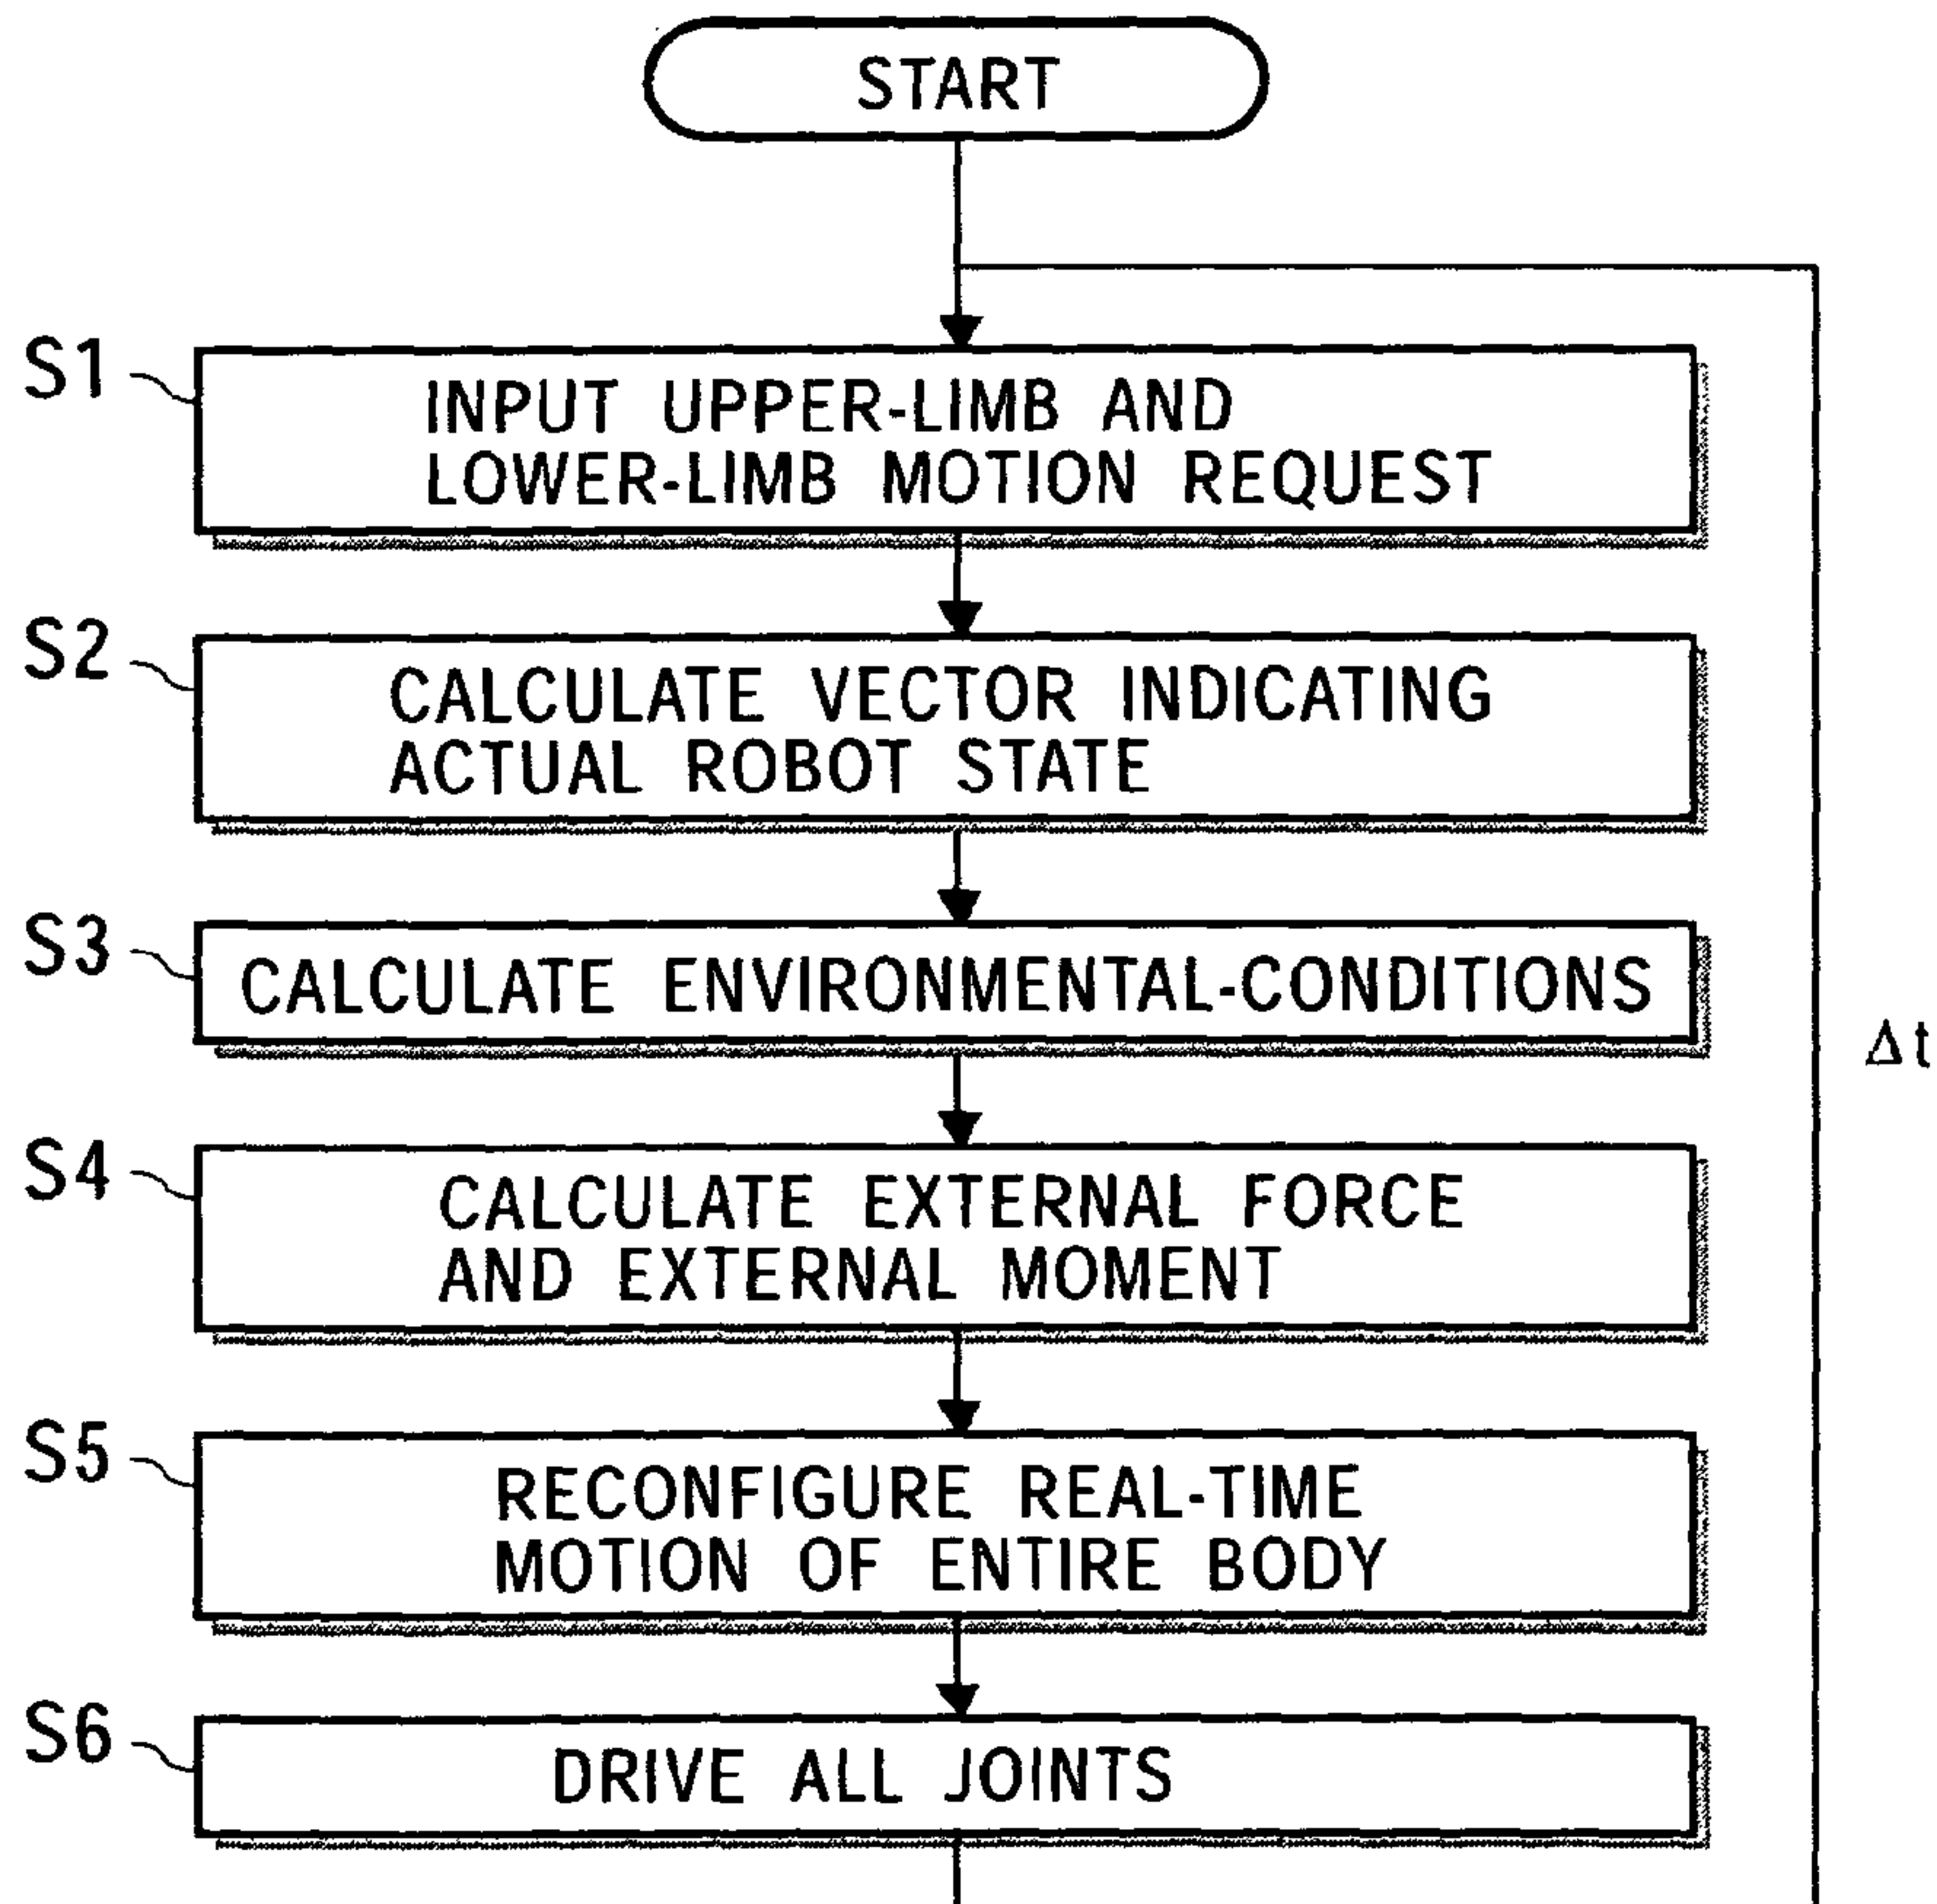 START
S1
INPUT UPPER-LIMB AND
LOWER-LIMB MOTION REQUEST
S2
CALCULATE VECTOR INDICATING
ACTUAL ROBOT STATE
S3
CALCULATE ENVIRONMENTAL-CONDITIONS
Δt
S4
CALCULATE EXTERNAL FORCE
AND EXTERNAL MOMENT
S5
RECONFIGURE REAL-TIME
MOTION OF ENTIRE BODY
S6
DRIVE ALL JOINTS